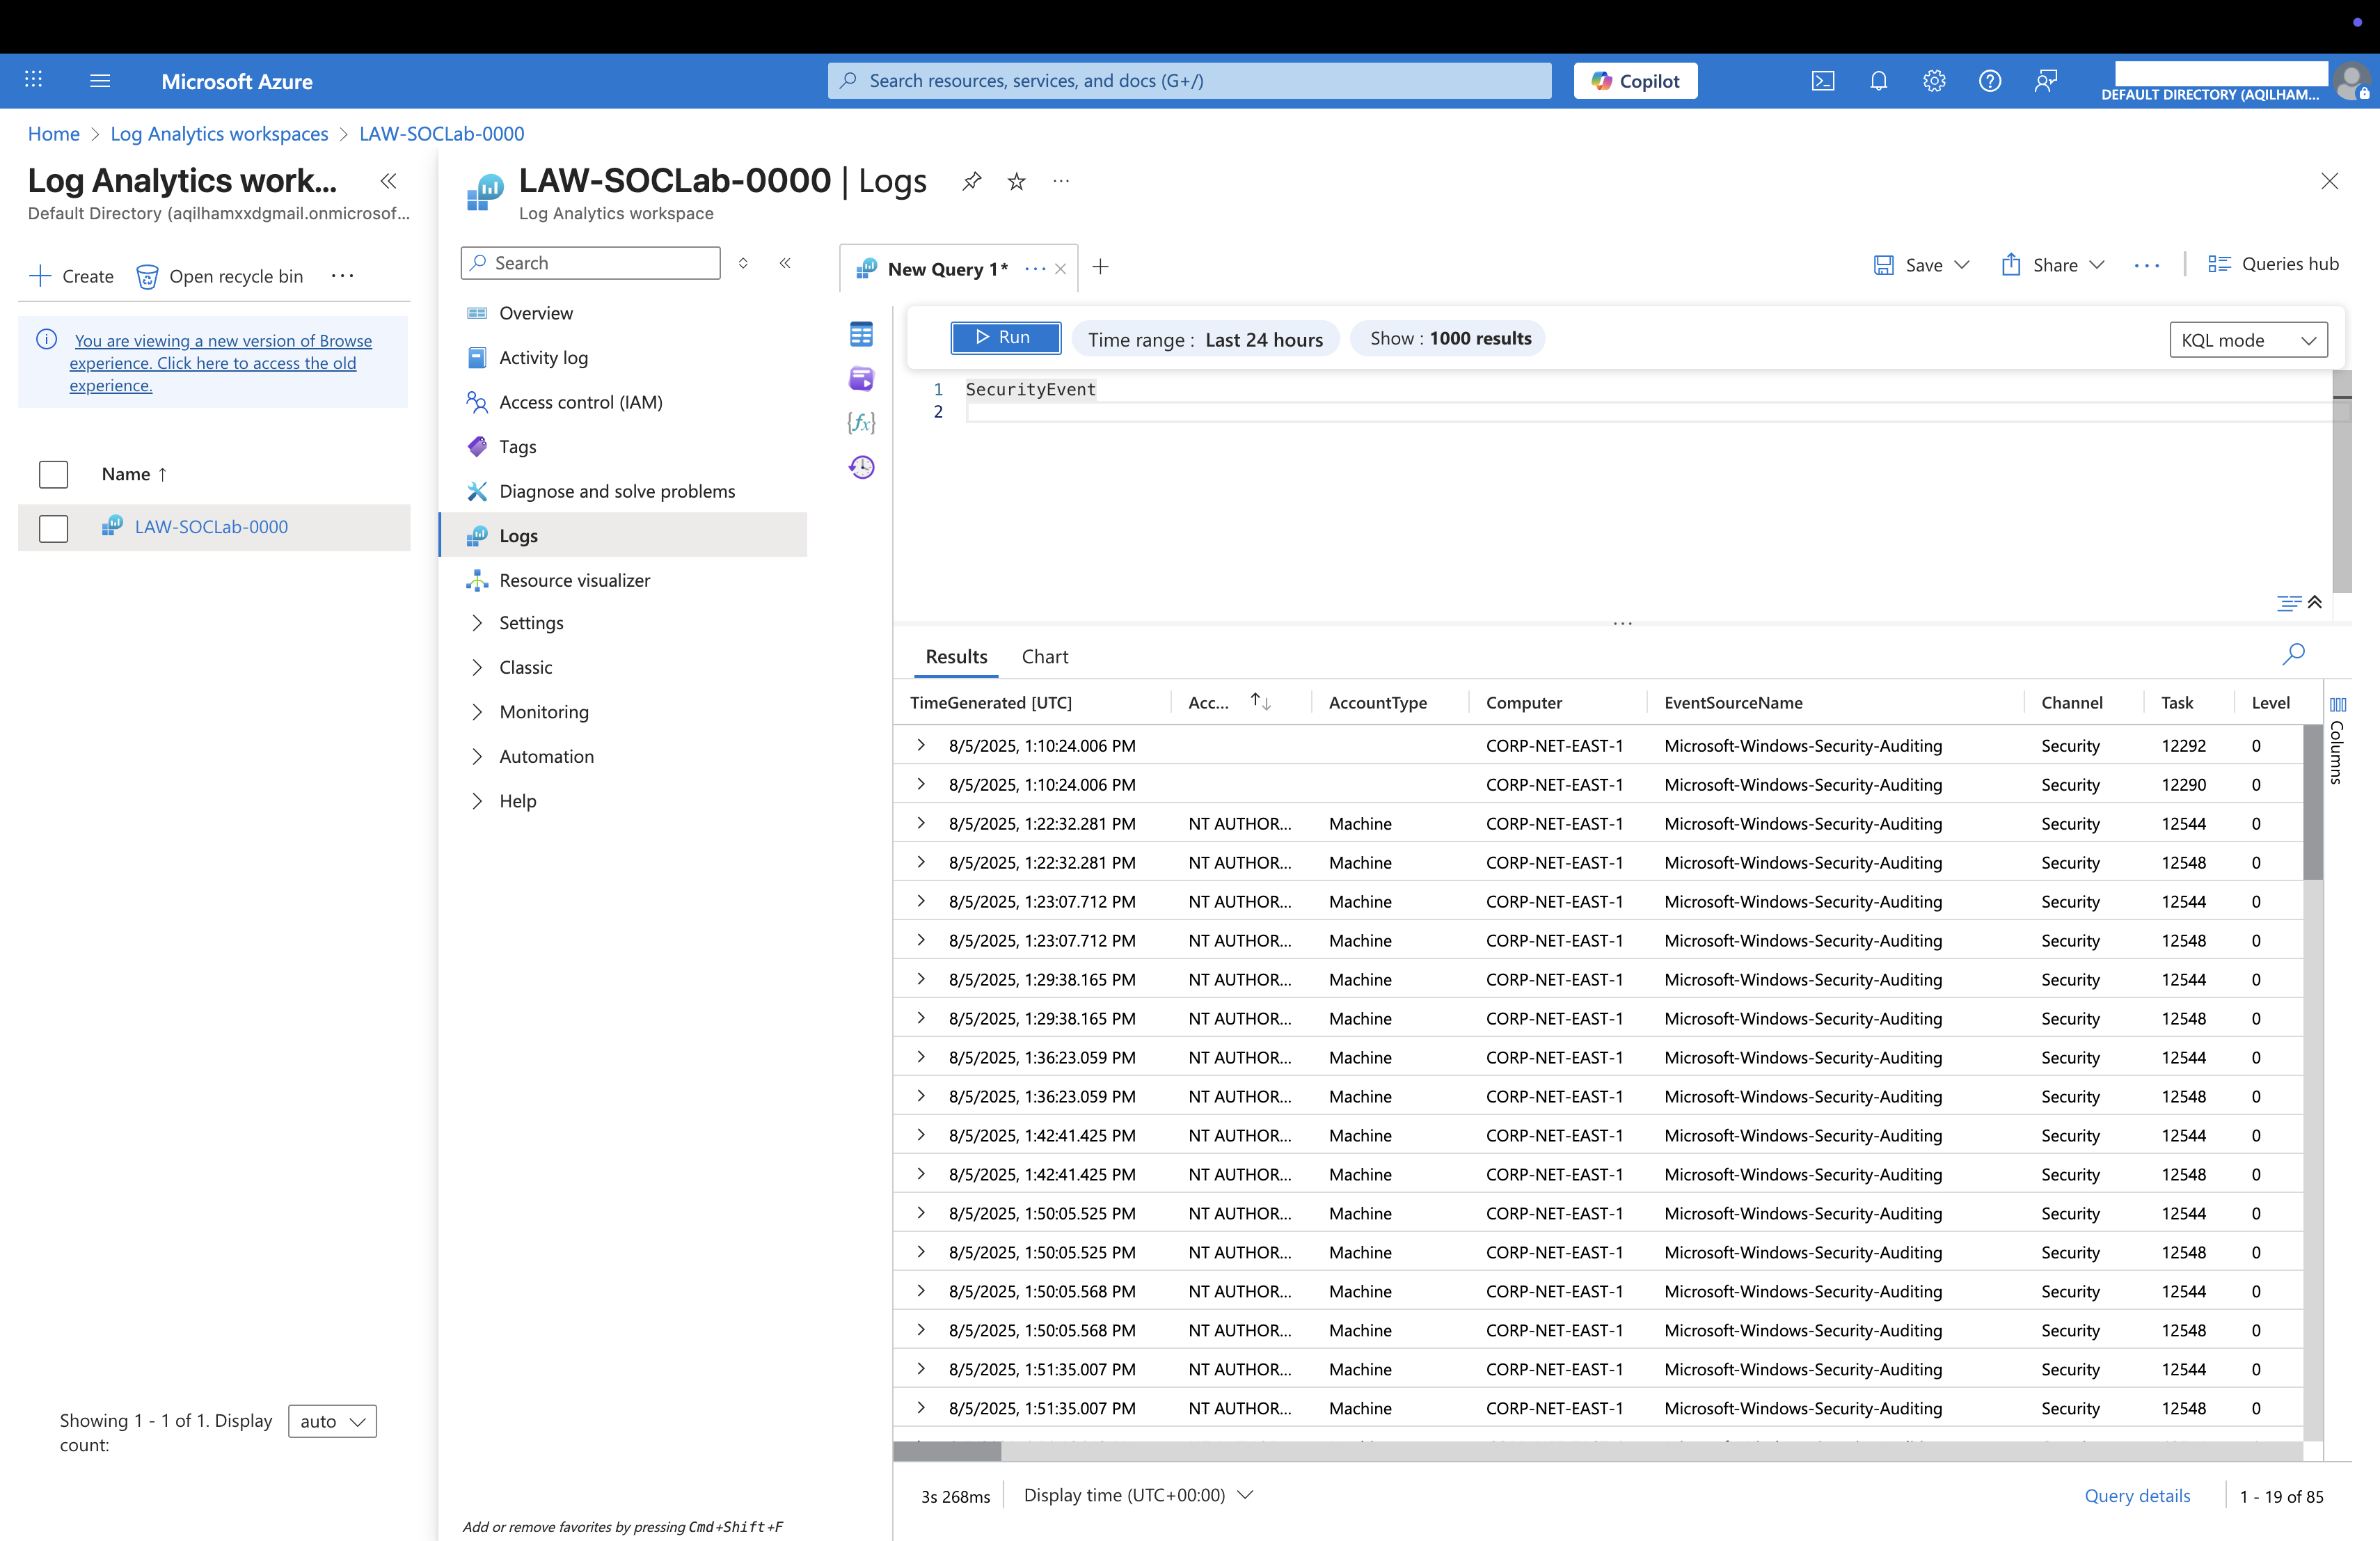 Microsoft Azure
Search resources, services, and docs (G+/)
Copilot
DEFAULT DIRECTORY (AQILHAM...
Home > Log Analytics workspaces > LAW-SOCLab-0000
Log Analytics work...
Default Directory (aqilhamxxdgmail.onmicrosof...
Create
Open recycle bin
You are viewing a new version of Browse
experience. Click here to access the old
experience.
Name ↑
LAW-SOCLab-0000
Showing 1 - 1 of 1. Display
count:
auto
LAW-SOCLab-0000 | Logs
Log Analytics workspace
Search
Overview
Activity log
Access control (IAM)
Tags
Diagnose and solve problems
Logs
Resource visualizer
Settings
Classic
Monitoring
Automation
Help
Add or remove favorites by pressing Cmd+Shift+F
New Query 1*
Save
Share
Queries hub
Run
Time range : Last 24 hours
Show : 1000 results
KQL mode
1 SecurityEvent
2
Results Chart
TimeGenerated [UTC] Acc... AccountType Computer EventSourceName Channel Task Level
8/5/2025, 1:10:24.006 PM CORP-NET-EAST-1 Microsoft-Windows-Security-Auditing Security 12292 0
8/5/2025, 1:10:24.006 PM CORP-NET-EAST-1 Microsoft-Windows-Security-Auditing Security 12290 0
8/5/2025, 1:22:32.281 PM NT AUTHOR... Machine CORP-NET-EAST-1 Microsoft-Windows-Security-Auditing Security 12544 0
8/5/2025, 1:22:32.281 PM NT AUTHOR... Machine CORP-NET-EAST-1 Microsoft-Windows-Security-Auditing Security 12548 0
8/5/2025, 1:23:07.712 PM NT AUTHOR... Machine CORP-NET-EAST-1 Microsoft-Windows-Security-Auditing Security 12544 0
8/5/2025, 1:23:07.712 PM NT AUTHOR... Machine CORP-NET-EAST-1 Microsoft-Windows-Security-Auditing Security 12548 0
8/5/2025, 1:29:38.165 PM NT AUTHOR... Machine CORP-NET-EAST-1 Microsoft-Windows-Security-Auditing Security 12544 0
8/5/2025, 1:29:38.165 PM NT AUTHOR... Machine CORP-NET-EAST-1 Microsoft-Windows-Security-Auditing Security 12548 0
8/5/2025, 1:36:23.059 PM NT AUTHOR... Machine CORP-NET-EAST-1 Microsoft-Windows-Security-Auditing Security 12544 0
8/5/2025, 1:36:23.059 PM NT AUTHOR... Machine CORP-NET-EAST-1 Microsoft-Windows-Security-Auditing Security 12548 0
8/5/2025, 1:42:41.425 PM NT AUTHOR... Machine CORP-NET-EAST-1 Microsoft-Windows-Security-Auditing Security 12544 0
8/5/2025, 1:42:41.425 PM NT AUTHOR... Machine CORP-NET-EAST-1 Microsoft-Windows-Security-Auditing Security 12548 0
8/5/2025, 1:50:05.525 PM NT AUTHOR... Machine CORP-NET-EAST-1 Microsoft-Windows-Security-Auditing Security 12544 0
8/5/2025, 1:50:05.525 PM NT AUTHOR... Machine CORP-NET-EAST-1 Microsoft-Windows-Security-Auditing Security 12548 0
8/5/2025, 1:50:05.568 PM NT AUTHOR... Machine CORP-NET-EAST-1 Microsoft-Windows-Security-Auditing Security 12544 0
8/5/2025, 1:50:05.568 PM NT AUTHOR... Machine CORP-NET-EAST-1 Microsoft-Windows-Security-Auditing Security 12548 0
8/5/2025, 1:51:35.007 PM NT AUTHOR... Machine CORP-NET-EAST-1 Microsoft-Windows-Security-Auditing Security 12544 0
8/5/2025, 1:51:35.007 PM NT AUTHOR... Machine CORP-NET-EAST-1 Microsoft-Windows-Security-Auditing Security 12548 0
Columns
3s 268ms
Display time (UTC+00:00)
Query details
1 - 19 of 85